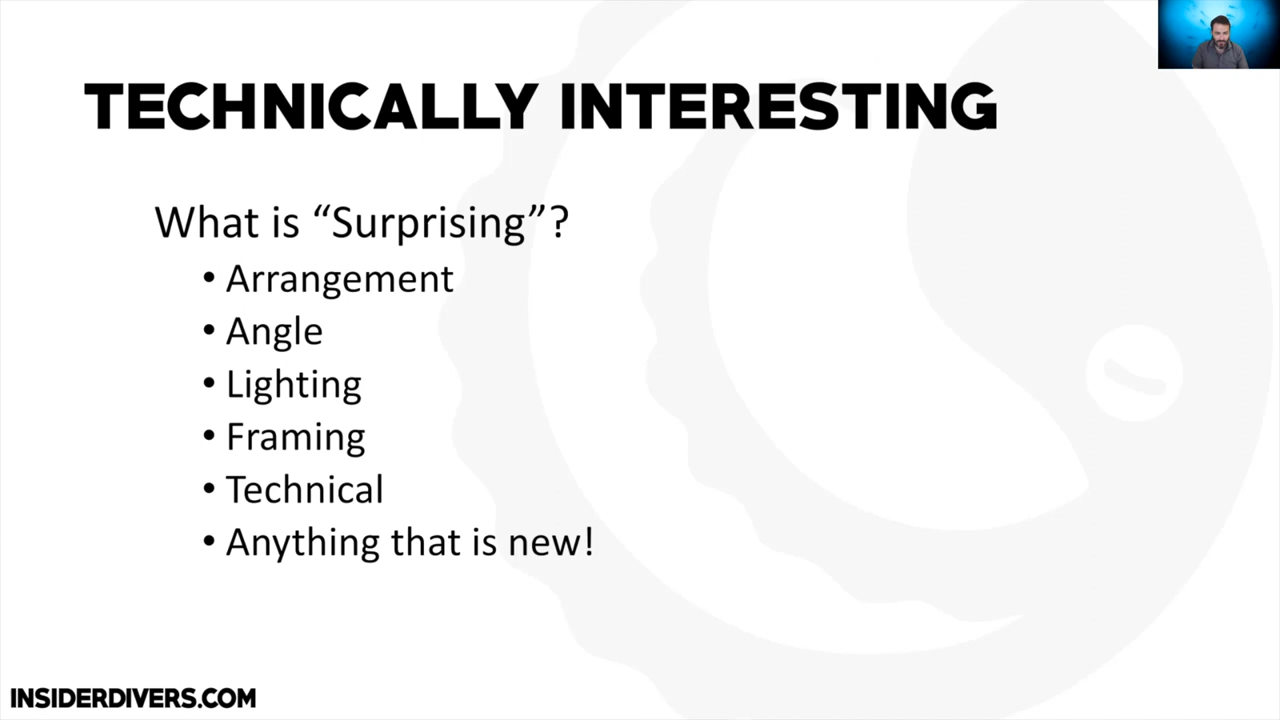 TECHNICALLY INTERESTING
What is “Surprising”?
• Arrangement
• Angle
• Lighting
• Framing
• Technical
• Anything that is new!
INSIDERDIVERS.COM